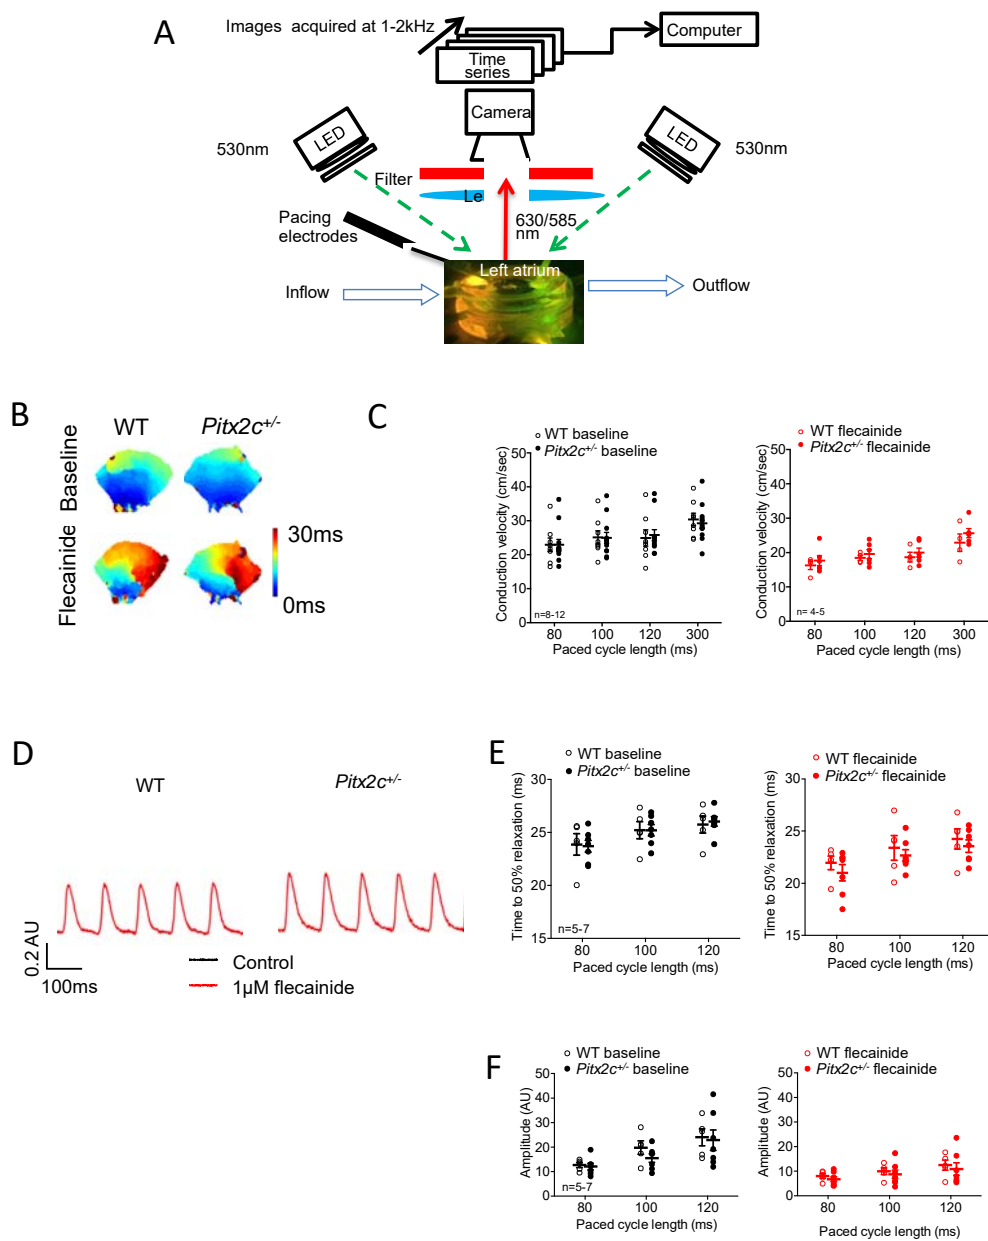 A
Images acquired at 1-2kHz
Time
series
Computer
Camera
LED
LED
530nm
530nm
Filter
Le
630/585
nm
Pacing
electrodes
Left atrium
Inflow
Outflow
B
WT
Pitx2c+/-
Baseline
Flecainide
30ms
0ms
C
WT baseline
Pitx2c+/- baseline
Conduction velocity (cm/sec)
50
40
30
20
10
0
n=8-12
80
100
120
300
Paced cycle length (ms)
WT flecainide
Pitx2c+/- flecainide
Conduction velocity (cm/sec)
50
40
30
20
10
0
n= 4-5
80
100
120
300
Paced cycle length (ms)
D
WT
Pitx2c+/-
0.2 AU
100ms
Control
1µM flecainide
E
WT baseline
Pitx2c+/- baseline
Time to 50% relaxation (ms)
30
25
20
15
n=5-7
80
100
120
Paced cycle length (ms)
WT flecainide
Pitx2c+/- flecainide
Time to 50% relaxation (ms)
30
25
20
15
80
100
120
Paced cycle length (ms)
F
WT baseline
Pitx2c+/- baseline
Amplitude (AU)
50
40
30
20
10
0
n=5-7
80
100
120
Paced cycle length (ms)
WT flecainide
Pitx2c+/- flecainide
Amplitude (AU)
50
40
30
20
10
0
80
100
120
Paced cycle length (ms)